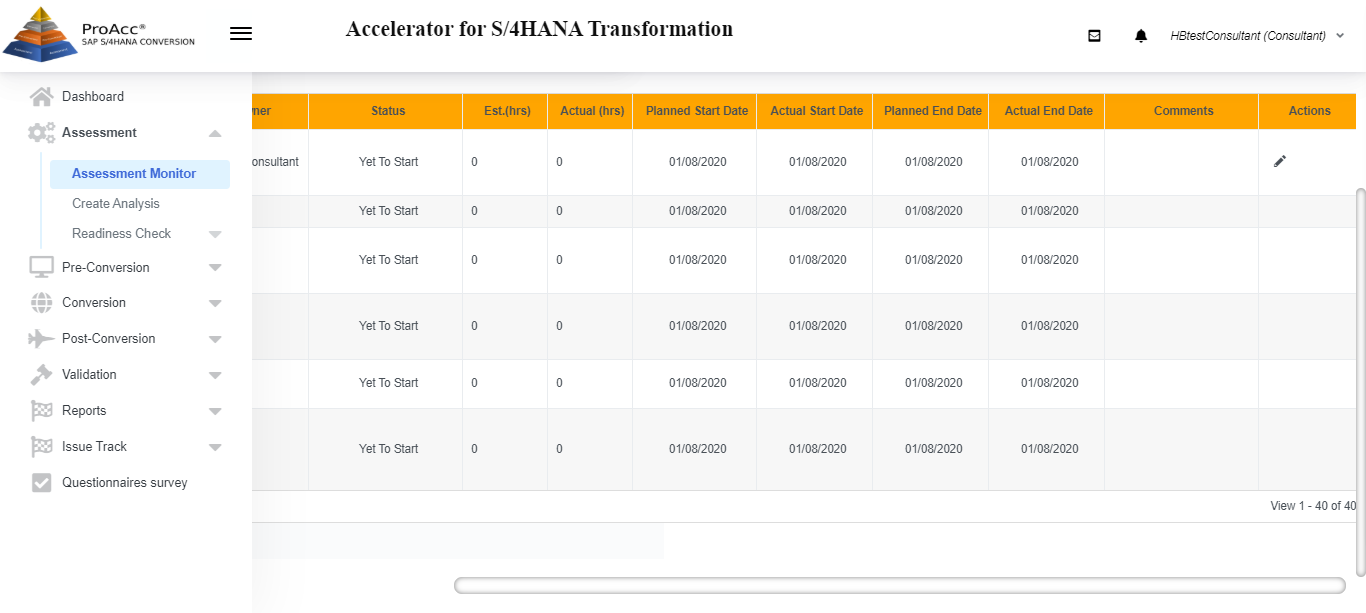 ProAcc®
SAP S/4HANA CONVERSION
Accelerator for S/4HANA Transformation
HBtestConsultant (Consultant)
Dashboard
Assessment
Assessment Monitor
Create Analysis
Readiness Check
Pre-Conversion
Conversion
Post-Conversion
Validation
Reports
Issue Track
Questionnaires survey
ner Status Est.(hrs) Actual (hrs) Planned Start Date Actual Start Date Planned End Date Actual End Date Comments Actions
onsultant Yet To Start 0 0 01/08/2020 01/08/2020 01/08/2020 01/08/2020
Yet To Start 0 0 01/08/2020 01/08/2020 01/08/2020 01/08/2020
Yet To Start 0 0 01/08/2020 01/08/2020 01/08/2020 01/08/2020
Yet To Start 0 0 01/08/2020 01/08/2020 01/08/2020 01/08/2020
Yet To Start 0 0 01/08/2020 01/08/2020 01/08/2020 01/08/2020
Yet To Start 0 0 01/08/2020 01/08/2020 01/08/2020 01/08/2020
View 1 - 40 of 40